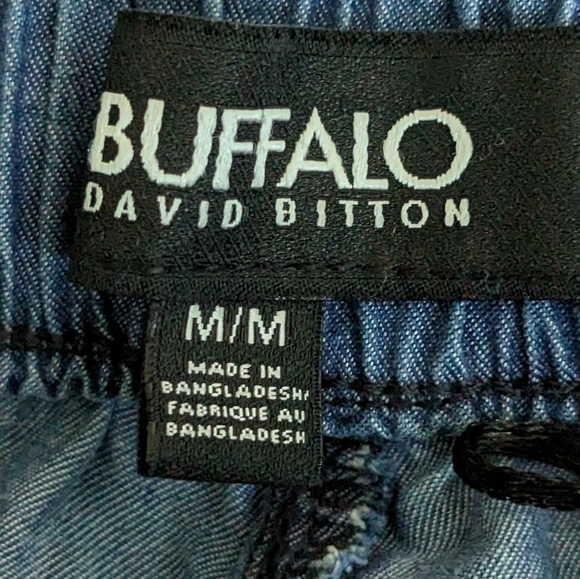 BUFFALO
DAVID BITTON
M/M
MADE IN
BANGLADESH/
FABRIQUE AU
BANGLADESH